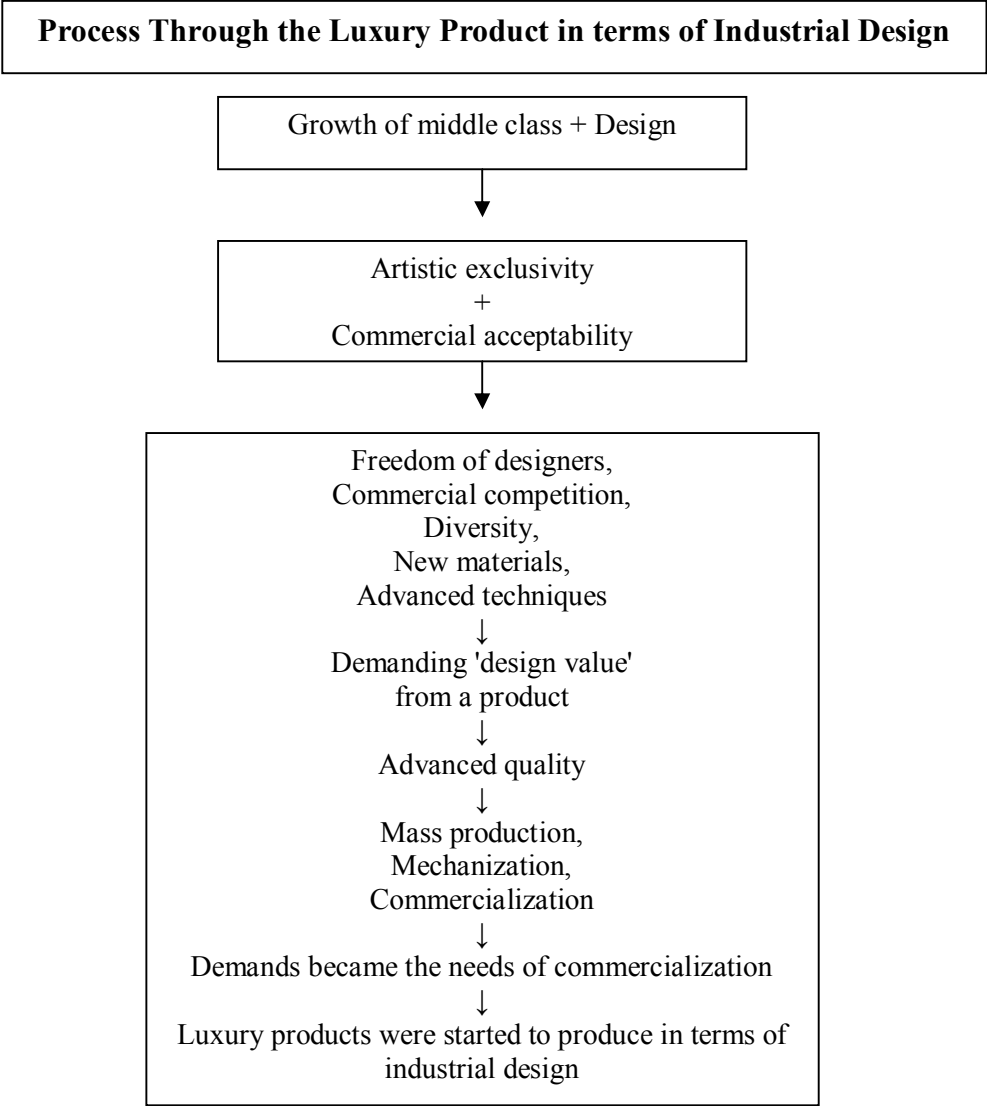 Process Through the Luxury Product in terms of Industrial Design
Growth of middle class + Design
Artistic exclusivity
+
Commercial acceptability
Freedom of designers,
Commercial competition,
Diversity,
New materials,
Advanced techniques
↓
Demanding 'design value'
from a product
↓
Advanced quality
↓
Mass production,
Mechanization,
Commercialization
↓
Demands became the needs of commercialization
↓
Luxury products were started to produce in terms of
industrial design